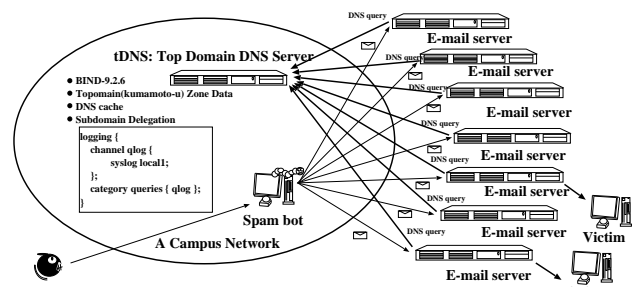 DNS query
E-mail server
tDNS: Top Domain DNS Server
DNS query
E-mail server
● BIND-9.2.6
● Topomain(kumamoto-u) Zone Data
● DNS cache
● Subdomain Delegation
DNS query
E-mail server
logging {
channel qlog {
syslog local1;
};
category queries { qlog };
}
DNS query
E-mail server
DNS query
E-mail server
Spam bot
DNS query
E-mail server
Victim
A Campus Network
DNS query
E-mail server